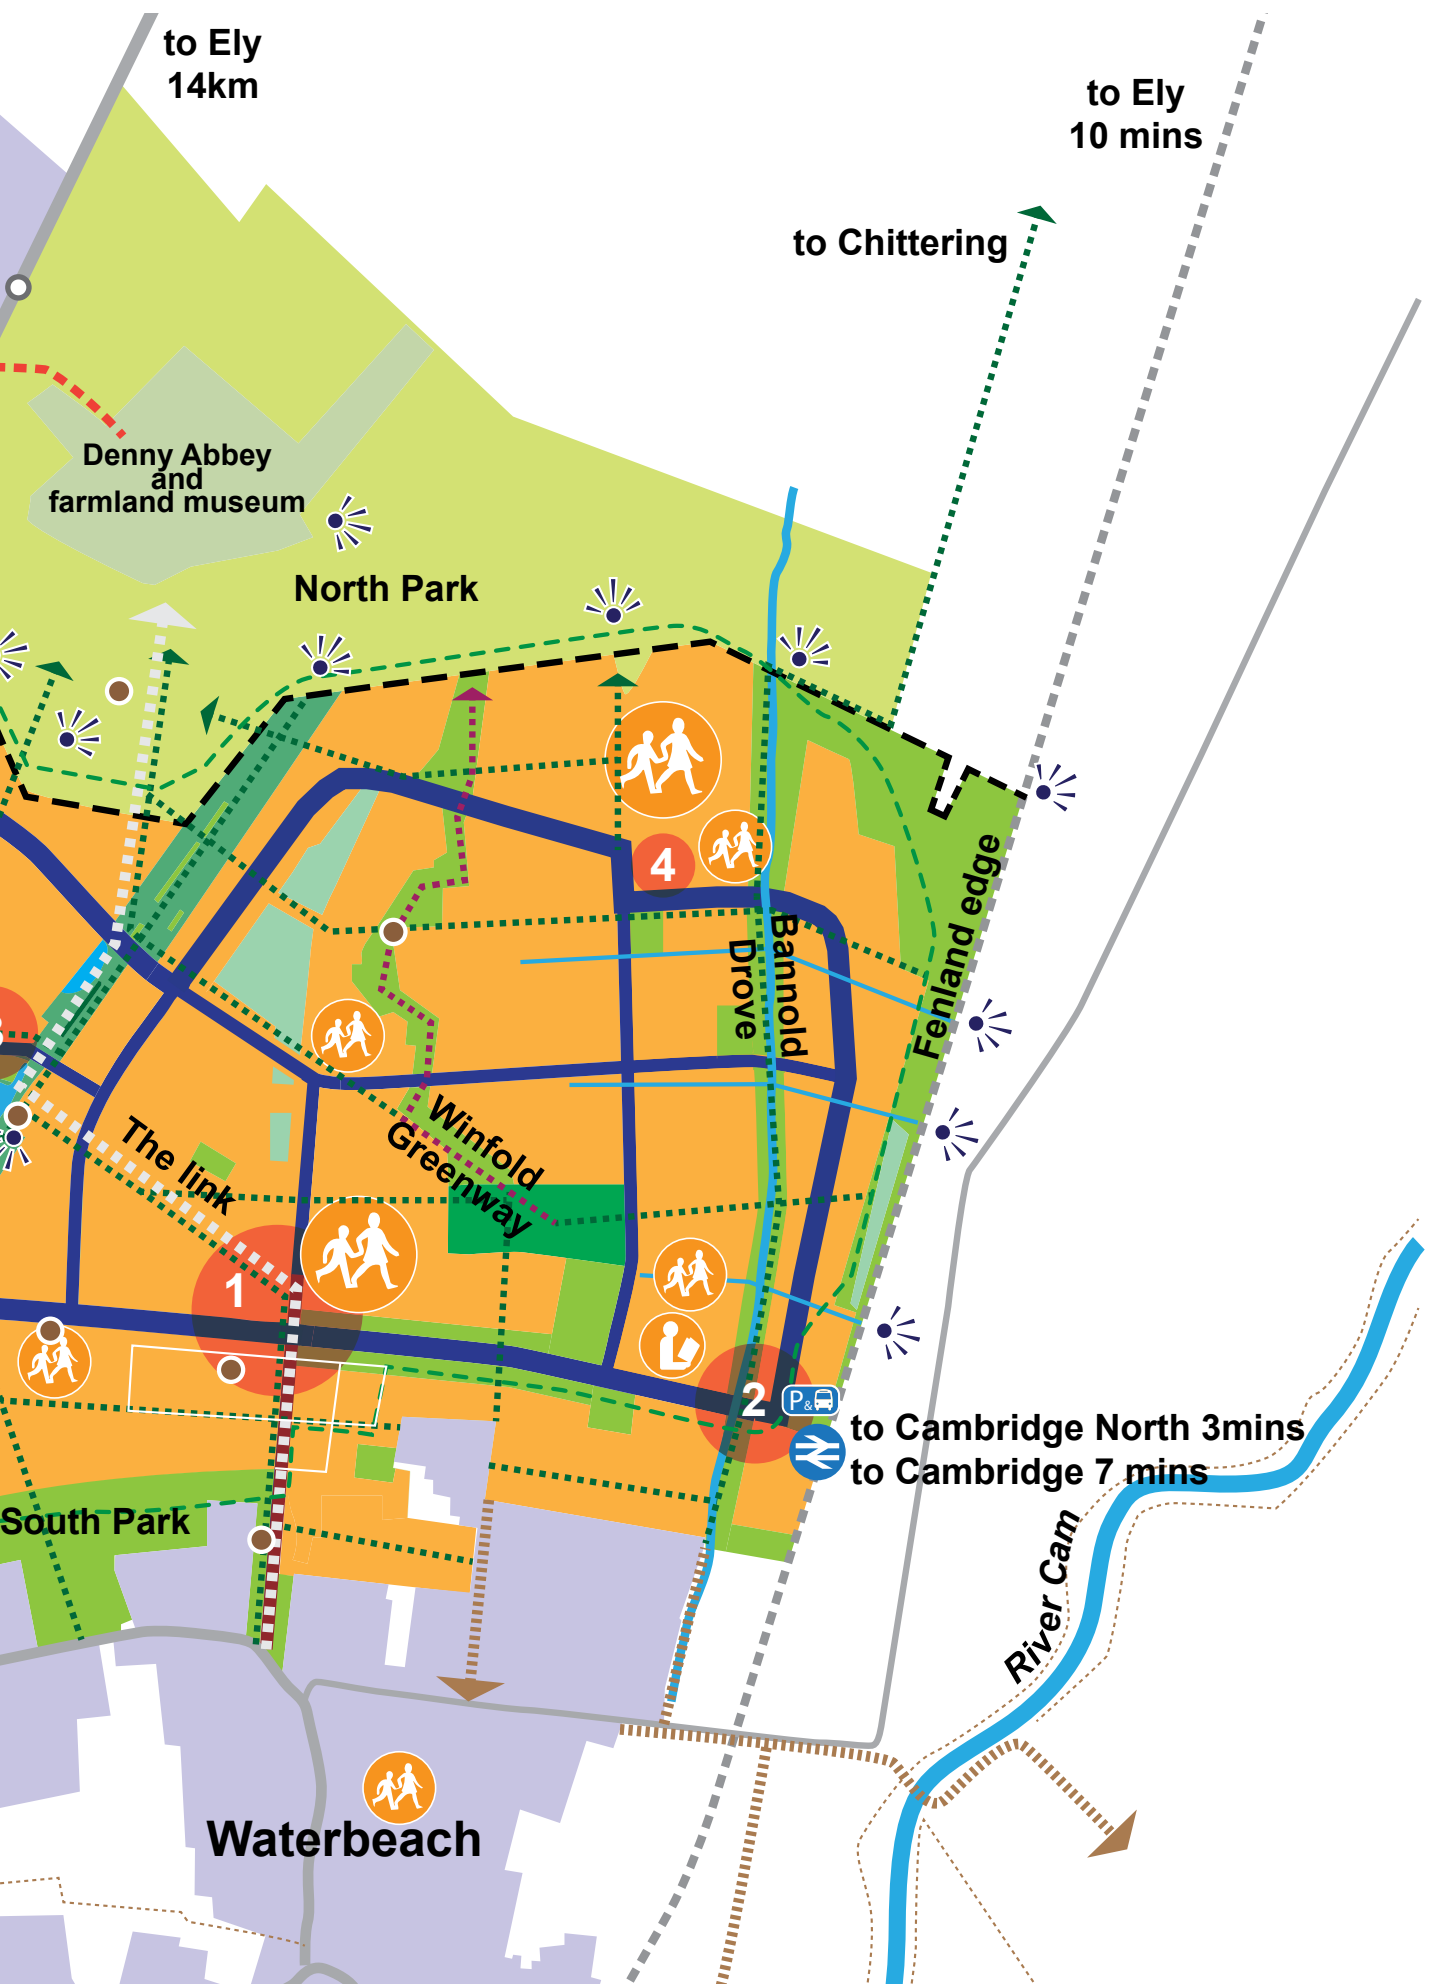 to Ely
14km
to Ely
10 mins
to Chittering
Denny Abbey
and
farmland museum
North Park
4
Bannold
Drove
Fenland edge
Winfold
Greenway
The link
1
2
P&
to Cambridge North 3mins
to Cambridge 7 mins
South Park
River Cam
Waterbeach